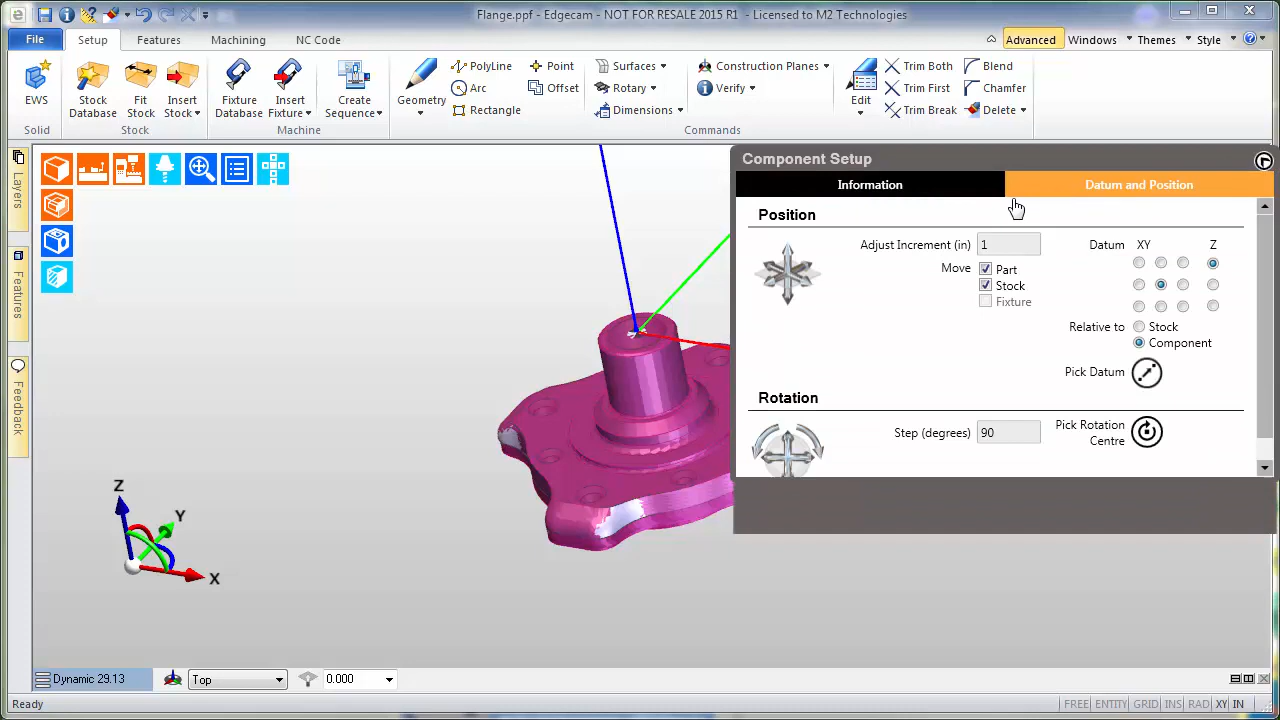 Flange.ppf - Edgecam - NOT FOR RESALE 201 R1 - Licensed to M2 Technologies
File Setup Features Machining NC Code Advanced Windows Themes Style
EWS Stock Database Fit Stock Insert Stock Fixture Database Insert Fixture Create Sequence Geometry Edit
PolyLine Point Surfaces Construction Planes Trim Both Blend
Arc Offset Rotary Verify Trim First Chamfer
Rectangle Dimensions Trim Break Delete
Solid Stock Machine Commands
Layers
Features
Feedback
Component Setup
Information Datum and Position
Position
Adjust Increment (in) 1 Datum XY Z
Move Part
Stock
Fixture
Relative to Stock
Component
Pick Datum
Rotation
Step (degrees) 90 Pick Rotation Centre
Z
Y
X
Dynamic 29.13 Top 0.000
Ready FREE ENTITY GRID INS RAD XY IN